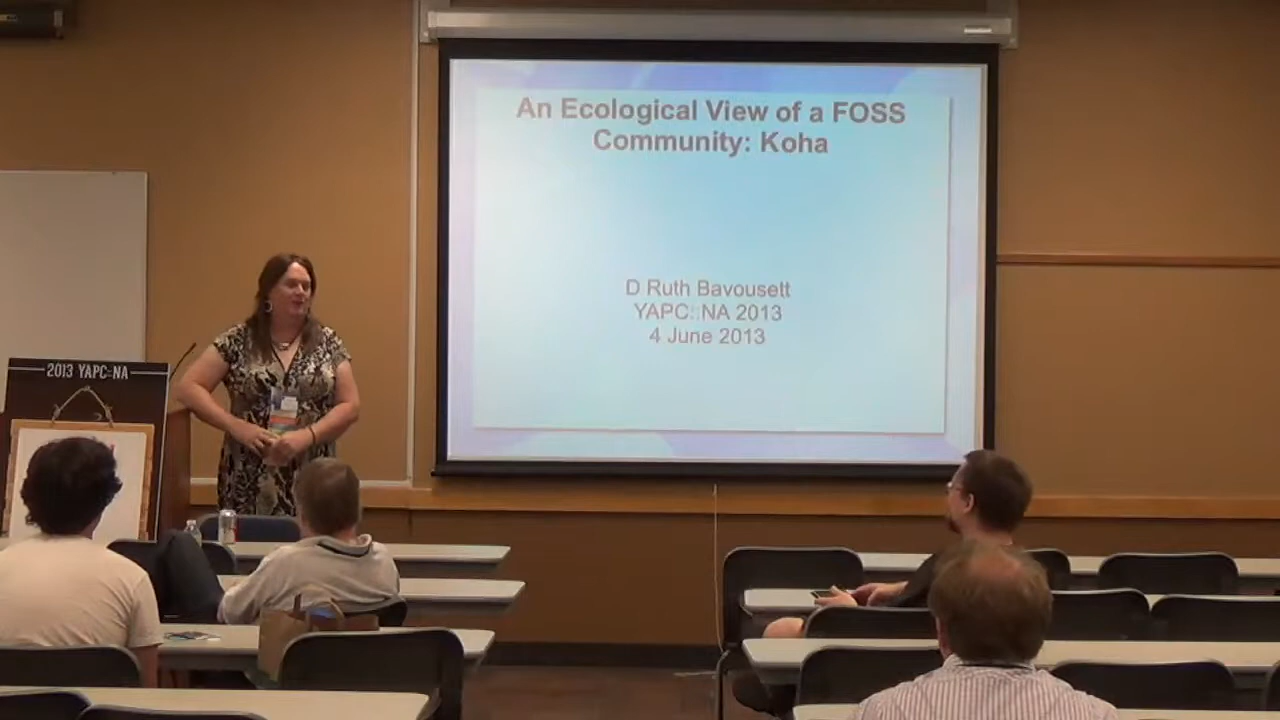 An Ecological View of a FOSS
Community: Koha
D Ruth Bavousett
YAPC::NA 2013
4 June 2013
2013 YAPC::NA